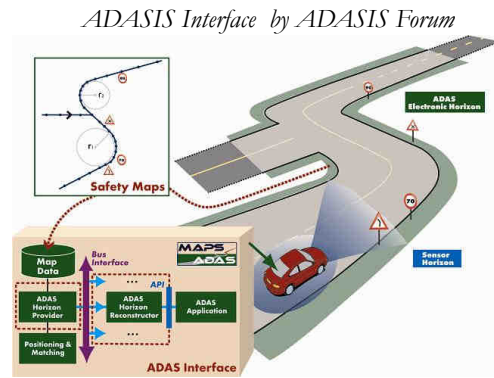 ADASIS Interface by ADASIS Forum
ADAS
Electronic Horizon
Safety Maps
70
Sensor
Horizon
MAPS
ADAS
Map
Data
Bus
Interface
API
ADAS
Horizon
Provider
...
ADAS
Horizon
Reconstructor
ADAS
Application
...
Positioning &
Matching
ADAS Interface